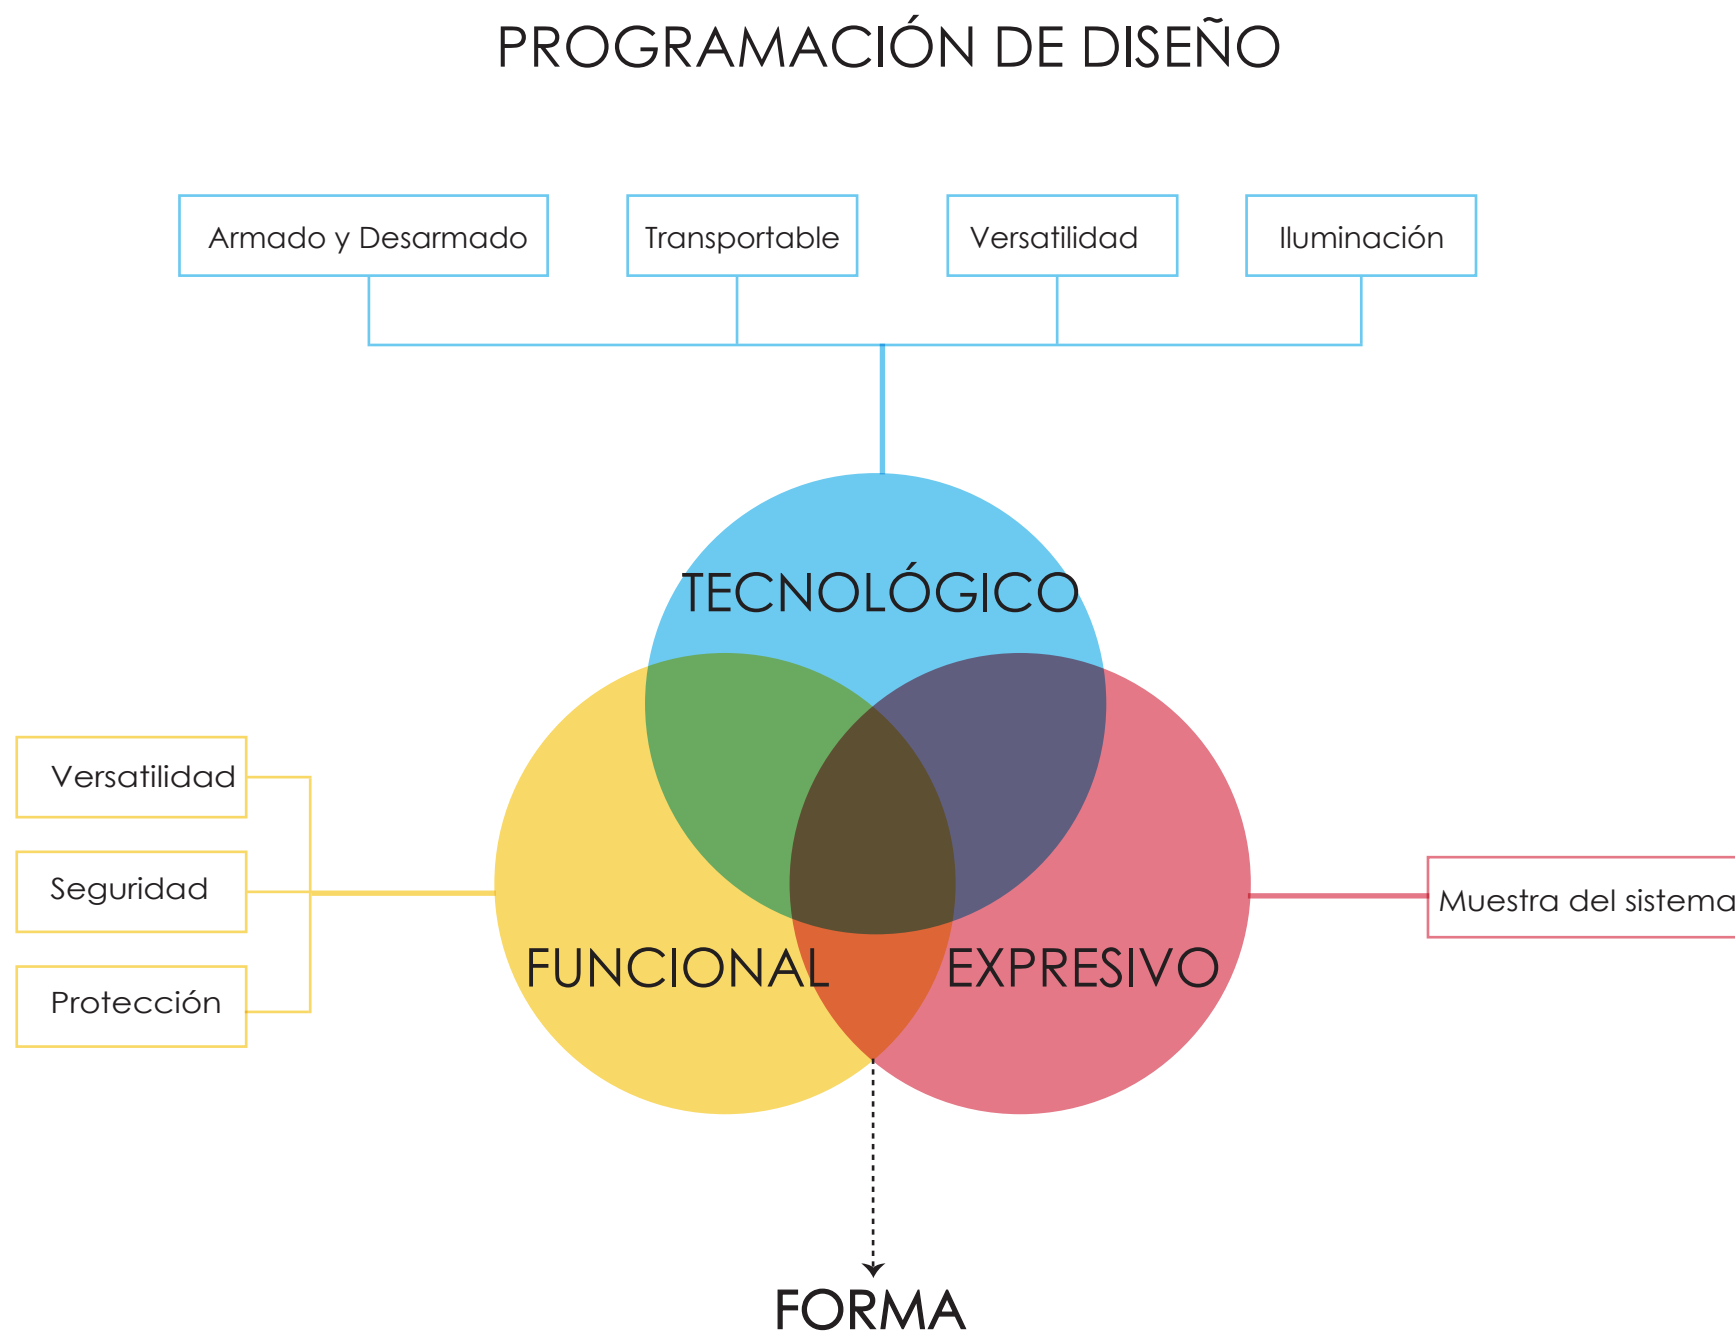 PROGRAMACIÓN DE DISEÑO
Armado y Desarmado
Transportable
Versatilidad
Iluminación
TECNOLÓGICO
Versatilidad
Seguridad
Protección
FUNCIONAL
EXPRESIVO
Muestra del sistema
FORMA